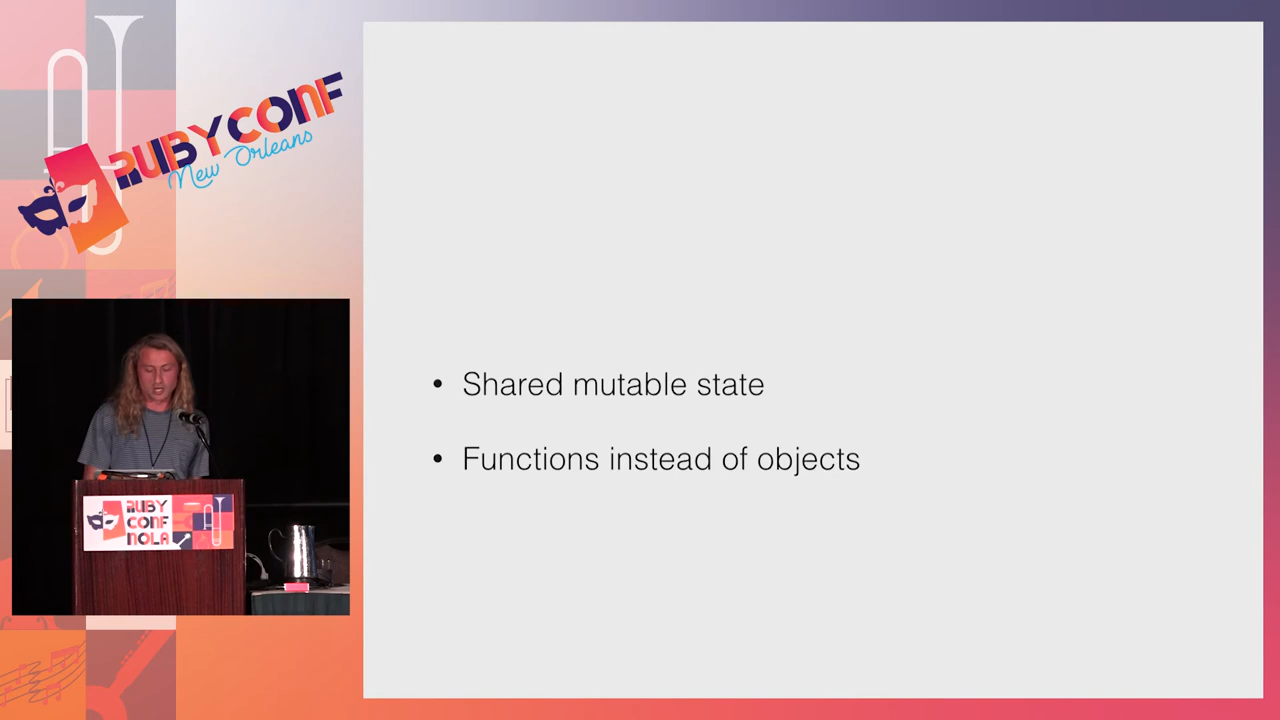 RUBYCONF
New Orleans
• Shared mutable state
• Functions instead of objects
RUBY
CONF
NOLA